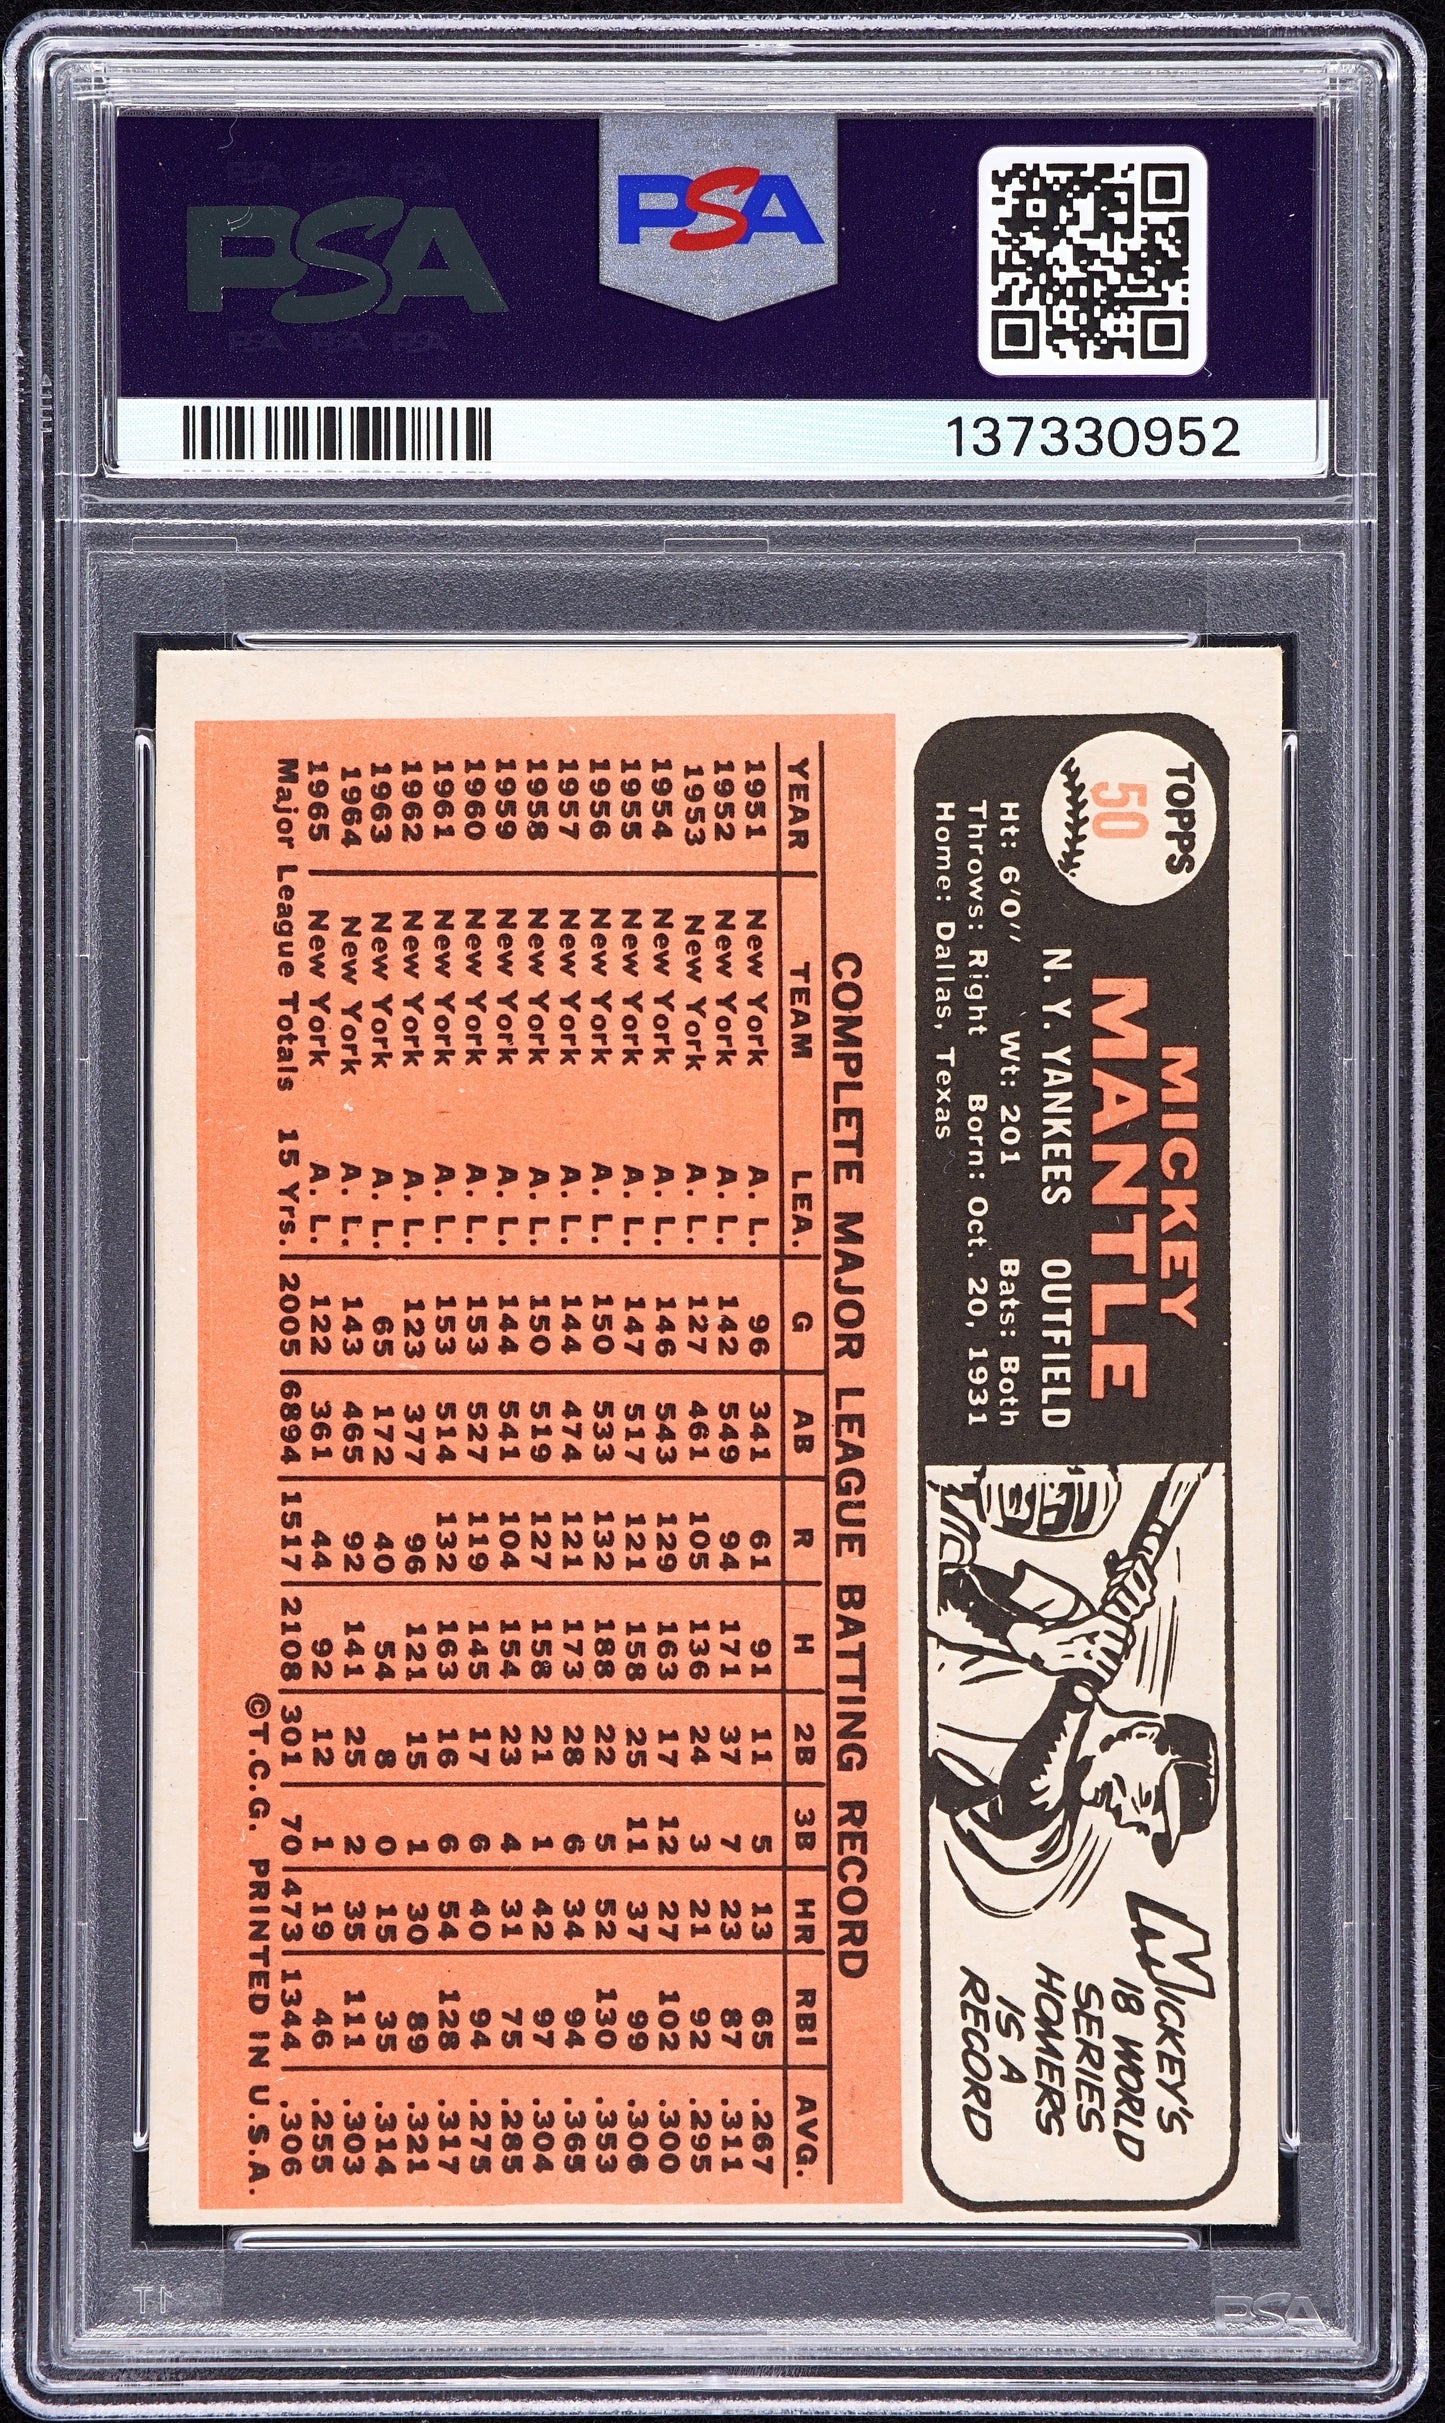 PSA
PSA
137330952
TOPPS
50
MICKEY
MANTLE
N. Y. YANKEES OUTFIELD
Ht: 6'0'' Wt: 201 Bats: Both
Throws: Right Born: Oct. 20, 1931
Home: Dallas, Texas
MICKEY'S
18 WORLD
SERIES
HOMERS
IS A
RECORD
COMPLETE MAJOR LEAGUE BATTING RECORD
YEAR TEAM LEA. G AB R H 2B 3B HR RBI AVG.
1951 New York A. L. 96 341 61 91 11 5 13 65 .267
1952 New York A. L. 142 549 94 171 37 7 23 87 .311
1953 New York A. L. 127 461 105 136 24 3 21 92 .295
1954 New York A. L. 146 543 129 163 17 12 27 102 .300
1955 New York A. L. 147 517 121 158 25 11 37 99 .306
1956 New York A. L. 150 533 132 188 22 5 52 130 .353
1957 New York A. L. 144 474 121 173 28 6 34 94 .365
1958 New York A. L. 150 519 127 158 21 1 42 97 .304
1959 New York A. L. 144 541 104 154 23 4 31 75 .285
1960 New York A. L. 153 527 119 145 17 6 40 94 .275
1961 New York A. L. 153 514 132 163 16 6 54 128 .317
1962 New York A. L. 123 377 96 121 15 1 30 89 .321
1963 New York A. L. 65 172 40 54 8 0 15 35 .314
1964 New York A. L. 143 465 92 141 25 2 35 111 .303
1965 New York A. L. 122 361 44 92 12 1 19 46 .255
Major League Totals 15 Yrs. 2005 6894 1517 2108 301 70 473 1344 .306
©T.C.G. PRINTED IN U.S.A.
PSA